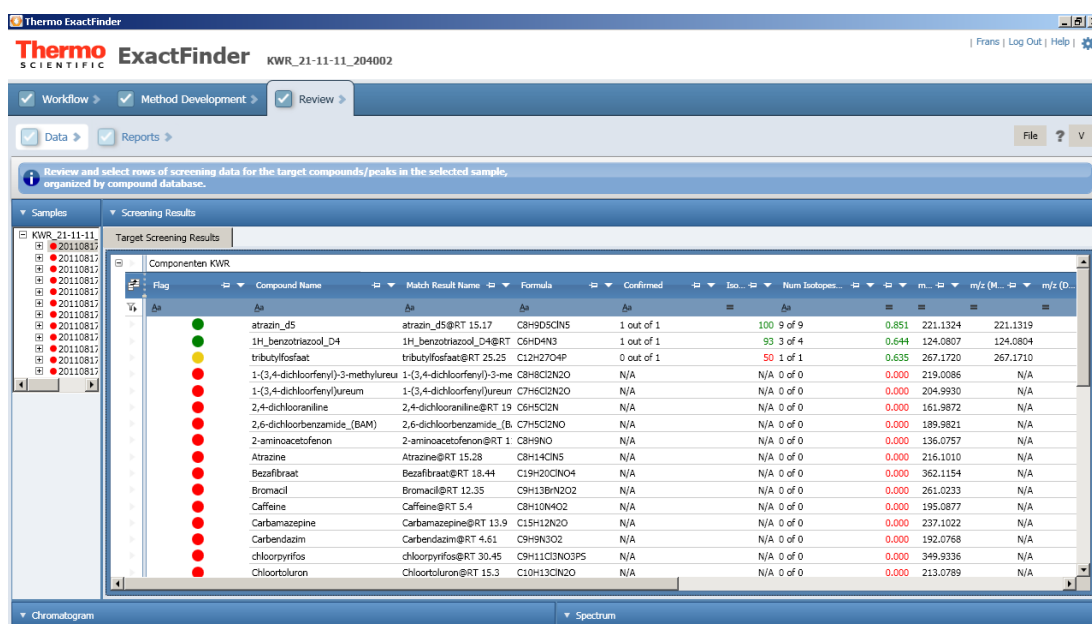 Thermo ExactFinder
Thermo SCIENTIFIC ExactFinder KWR_21-11-11_204002
| Frans | Log Out | Help |
Workflow Method Development Review
Data Reports File ? V
Review and select rows of screening data for the target compounds/peaks in the selected sample,
organized by compound database.
Samples Screening Results
KWR_21-11-11_
20110817
20110817
20110817
20110817
20110817
20110817
20110817
20110817
20110817
20110817
20110817
20110817
Target Screening Results
Componenten KWR
Flag Compound Name Match Result Name Formula Confirmed Iso... Num Isotopes... m... m/z (M... m/z (D...
Aa Aa Aa Aa Aa = Aa = = = =
atrazin_d5 atrazin_d5@RT 15.17 C8H9D5ClN5 1 out of 1 100 9 of 9 0.851 221.1324 221.1319
1H_benzotriazool_D4 1H_benzotriazool_D4@RT C6HD4N3 1 out of 1 93 3 of 4 0.644 124.0807 124.0804
tributylfosfaat tributylfosfaat@RT 25.25 C12H27O4P 0 out of 1 50 1 of 1 0.635 267.1720 267.1710
1-(3,4-dichloorfenyl)-3-methylureu 1-(3,4-dichloorfenyl)-3-me C8H8Cl2N2O N/A N/A 0 of 0 0.000 219.0086 N/A
1-(3,4-dichloorfenyl)ureum 1-(3,4-dichloorfenyl)ureum C7H6Cl2N2O N/A N/A 0 of 0 0.000 204.9930 N/A
2,4-dichlooraniline 2,4-dichlooraniline@RT 19 C6H5Cl2N N/A N/A 0 of 0 0.000 161.9872 N/A
2,6-dichloorbenzamide_(BAM) 2,6-dichloorbenzamide_(B. C7H5Cl2NO N/A N/A 0 of 0 0.000 189.9821 N/A
2-aminoacetofenon 2-aminoacetofenon@RT 1: C8H9NO N/A N/A 0 of 0 0.000 136.0757 N/A
Atrazine Atrazine@RT 15.28 C8H14ClN5 N/A N/A 0 of 0 0.000 216.1010 N/A
Bezafibraat Bezafibraat@RT 18.44 C19H20ClNO4 N/A N/A 0 of 0 0.000 362.1154 N/A
Bromacil Bromacil@RT 12.35 C9H13BrN2O2 N/A N/A 0 of 0 0.000 261.0233 N/A
Caffeine Caffeine@RT 5.4 C8H10N4O2 N/A N/A 0 of 0 0.000 195.0877 N/A
Carbamazepine Carbamazepine@RT 13.9 C15H12N2O N/A N/A 0 of 0 0.000 237.1022 N/A
Carbendazim Carbendazim@RT 4.61 C9H9N3O2 N/A N/A 0 of 0 0.000 192.0768 N/A
chloorpyrifos chloorpyrifos@RT 30.45 C9H11Cl3NO3PS N/A N/A 0 of 0 0.000 349.9336 N/A
Chloortoluron Chloortoluron@RT 15.3 C10H13ClN2O N/A N/A 0 of 0 0.000 213.0789 N/A
Chromatogram Spectrum